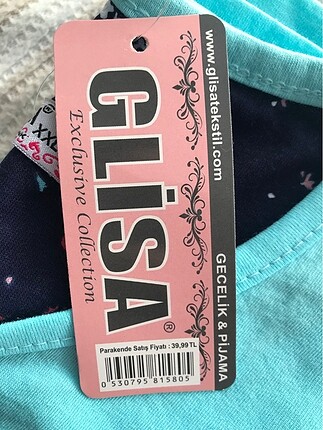 GLİSA®
Exclusive Collection
www.glisatekstil.com
GECELİK & PİJAMA
Parakende Satış Fiyatı : 39,99 TL
0 530795 815805
XXL